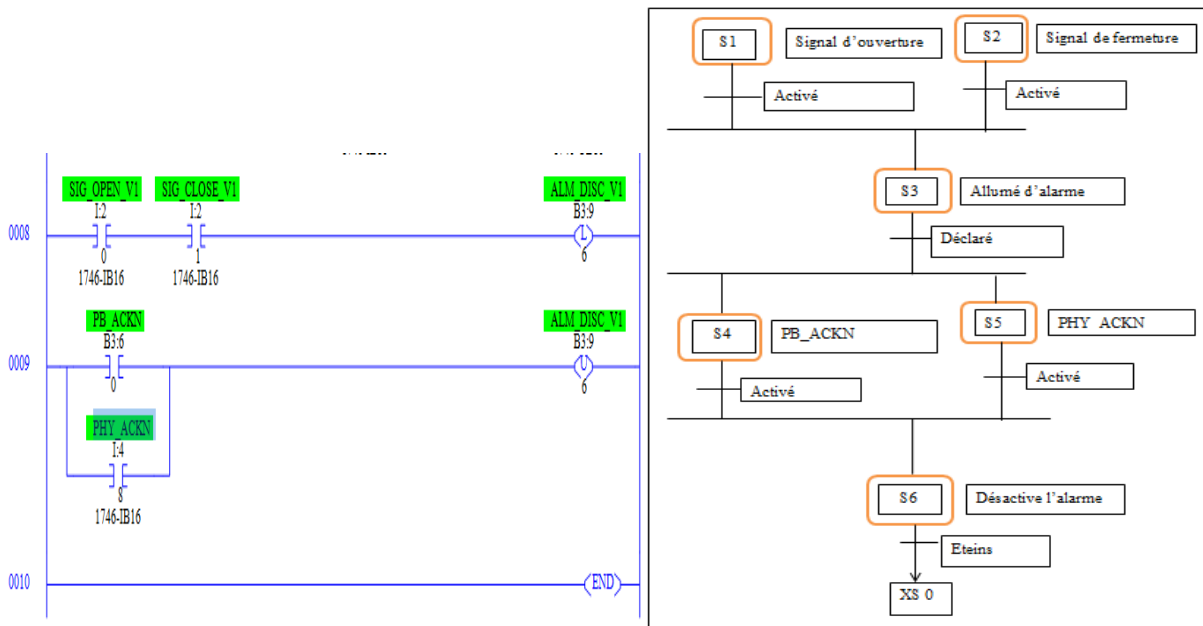 SIG_OPEN_V1 SIG_CLOSE_V1 ALM_DISC_V1
I:2 I:2 B3:9
0008 L
0 1 6
1746-IB16 1746-IB16
PB_ACKN ALM_DISC_V1
B3:6 B3:9
0009 U
0 6
PHY_ACKN
I:4
8
1746-IB16
0010 END
S1 Signal d'ouverture S2 Signal de fermeture
Activé Activé
S3 Allumé d'alarme
Déclaré
S4 PB_ACKN S5 PHY ACKN
Activé Activé
S6 Désactive l'alarme
Eteins
XS 0